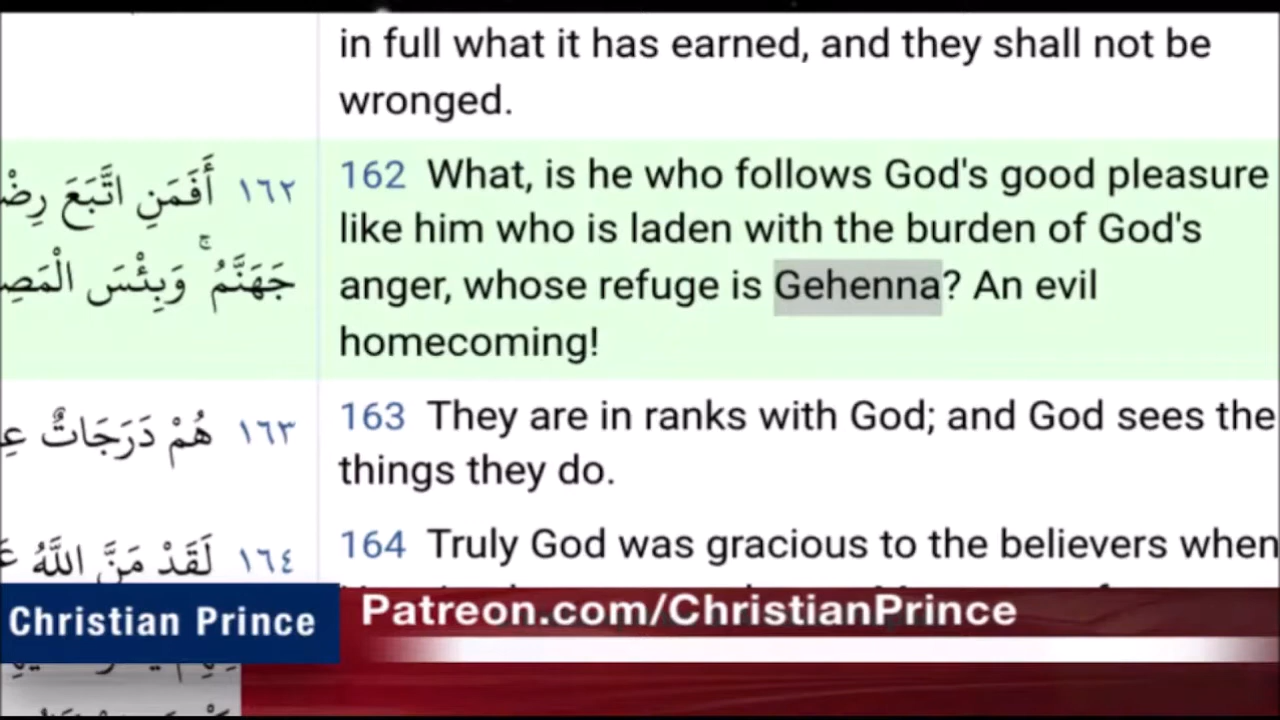 in full what it has earned, and they shall not be
wronged.
١٦٢ أَفَمَنِ اتَّبَعَ
جَهَنَّمُ ۚ وَبِئْسَ
162 What, is he who follows God's good pleasure
like him who is laden with the burden of God's
anger, whose refuge is Gehenna? An evil
homecoming!
١٦٣ هُمْ دَرَجَاتٌ
163 They are in ranks with God; and God sees the
things they do.
١٦٤ لَقَدْ مَنَّ اللَّهُ
164 Truly God was gracious to the believers when
Christian Prince
Patreon.com/ChristianPrince